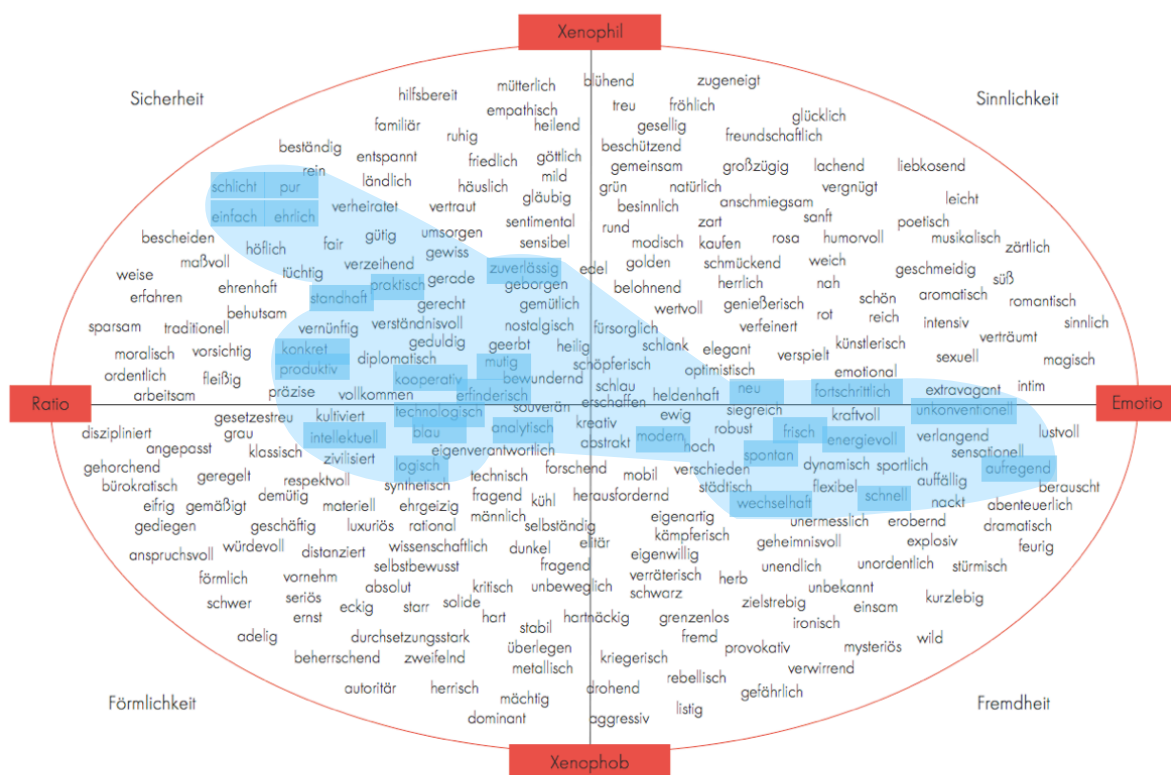 Xenophil
Sicherheit
Sinnlichkeit
mütterlich
blühend
zugeneigt
hilfsbereit
empathisch
treu
fröhlich
glücklich
familiär
ruhig
heilend
gesellig
freundschaftlich
beständig
entspannt
friedlich
göttlich
beschützend
rein
mild
gemeinsam
großzügig
lachend
liebkosend
schlicht
pur
ländlich
häuslich
gläubig
grün
natürlich
vergnügt
anschmiegsam
leicht
einfach
ehrlich
verheiratet
vertraut
besinnlich
sentimental
rund
zart
sanft
poetisch
bescheiden
höflich
fair
gütig
umsorgen
sensibel
modisch
kaufen
rosa
humorvoll
musikalisch
zärtlich
maßvoll
verzeihend
gewiss
zuverlässig
edel
golden
schmückend
weich
geschmeidig
süß
weise
tüchtig
praktisch
gerade
geborgen
belohnend
herrlich
nah
erfahren
ehrenhaft
standhaft
gerecht
gemütlich
wertvoll
genießerisch
schön
aromatisch
romantisch
behutsam
rot
reich
sparsam
traditionell
vernünftig
verständnisvoll
nostalgisch
fürsorglich
verfeinert
intensiv
sinnlich
moralisch
vorsichtig
konkret
geduldig
geerbt
heilig
schlank
elegant
verspielt
künstlerisch
verträumt
diplomatisch
sexuell
magisch
ordentlich
fleißig
produktiv
mutig
schöpferisch
optimistisch
emotional
kooperativ
bewundernd
arbeitsam
präzise
vollkommen
erfinderisch
schlau
heldenhaft
neu
fortschrittlich
extravagant
intim
Ratio
Emotio
souverän
erschaffen
gesetzestreu
kultiviert
technologisch
ewig
siegreich
kraftvoll
unkonventionell
diszipliniert
grau
intellektuell
blau
analytisch
kreativ
robust
frisch
energievoll
verlangend
lustvoll
angepasst
klassisch
zivilisiert
eigenverantwortlich
abstrakt
modern
hoch
spontan
sensationell
gehorchend
geregelt
respektvoll
logisch
technisch
forschend
mobil
verschieden
dynamisch
sportlich
aufregend
bürokratisch
synthetisch
städtisch
flexibel
auffällig
berauscht
eifrig
gemäßigt
demütig
materiell
ehrgeizig
fragend
kühl
herausfordernd
wechselhaft
schnell
nackt
abenteuerlich
gediegen
geschäftig
luxuriös
rational
männlich
selbständig
eigenartig
unermesslich
erobernd
dramatisch
anspruchsvoll
würdevoll
distanziert
wissenschaftlich
dunkel
elitär
kämpferisch
geheimnisvoll
explosiv
feurig
eigenwillig
förmlich
vornehm
selbstbewusst
fragend
verräterisch
unendlich
unordentlich
stürmisch
absolut
kritisch
unbeweglich
schwarz
herb
unbekannt
schwer
seriös
eckig
starr
solide
zielstrebig
einsam
kurzlebig
ernst
hart
hartnäckig
grenzenlos
ironisch
adelig
durchsetzungsstark
stabil
fremd
provokativ
wild
überlegen
mysteriös
beherrschend
zweifelnd
metallisch
kriegerisch
verwirrend
autoritär
herrisch
drohend
rebellisch
gefährlich
Förmlichkeit
mächtig
listig
Fremdheit
dominant
aggressiv
Xenophob